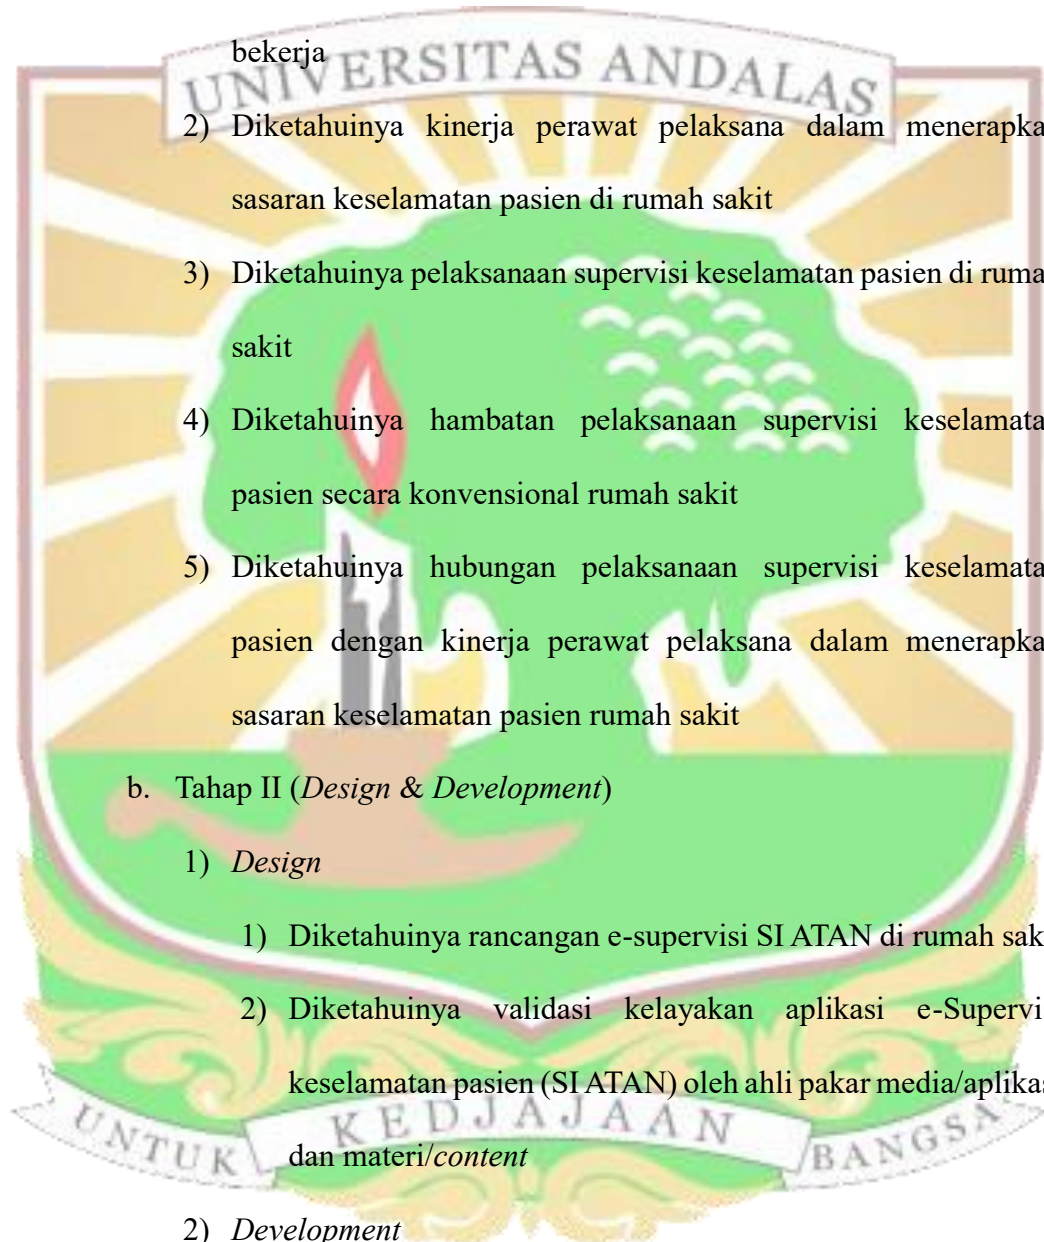 bekerja
UNIVERSITAS ANDALAS
2) Diketahuinya kinerja perawat pelaksana dalam menerapka
sasaran keselamatan pasien di rumah sakit
3) Diketahuinya pelaksanaan supervisi keselamatan pasien di ruma
sakit
4) Diketahuinya hambatan pelaksanaan supervisi keselamata
pasien secara konvensional rumah sakit
5) Diketahuinya hubungan pelaksanaan supervisi keselamata
pasien dengan kinerja perawat pelaksana dalam menerapka
sasaran keselamatan pasien rumah sakit
b. Tahap II (Design & Development)
1) Design
1) Diketahuinya rancangan e-supervisi SI ATAN di rumah sak
2) Diketahuinya validasi kelayakan aplikasi e-Supervi
keselamatan pasien (SI ATAN) oleh ahli pakar media/aplikas
UNTUK KEDJAJAAN BANGSA
dan materi/content
2) Development